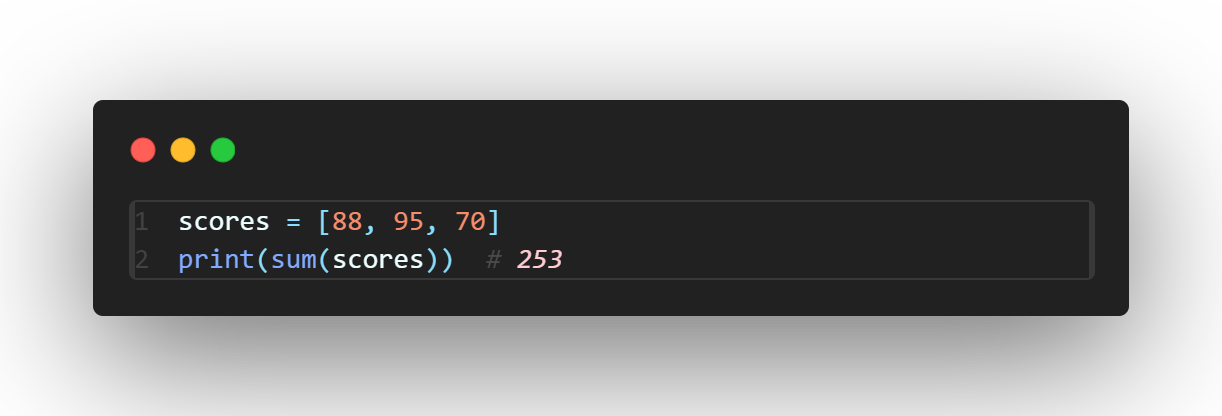 1 scores = [88, 95, 70]
2 print(sum(scores))  # 253